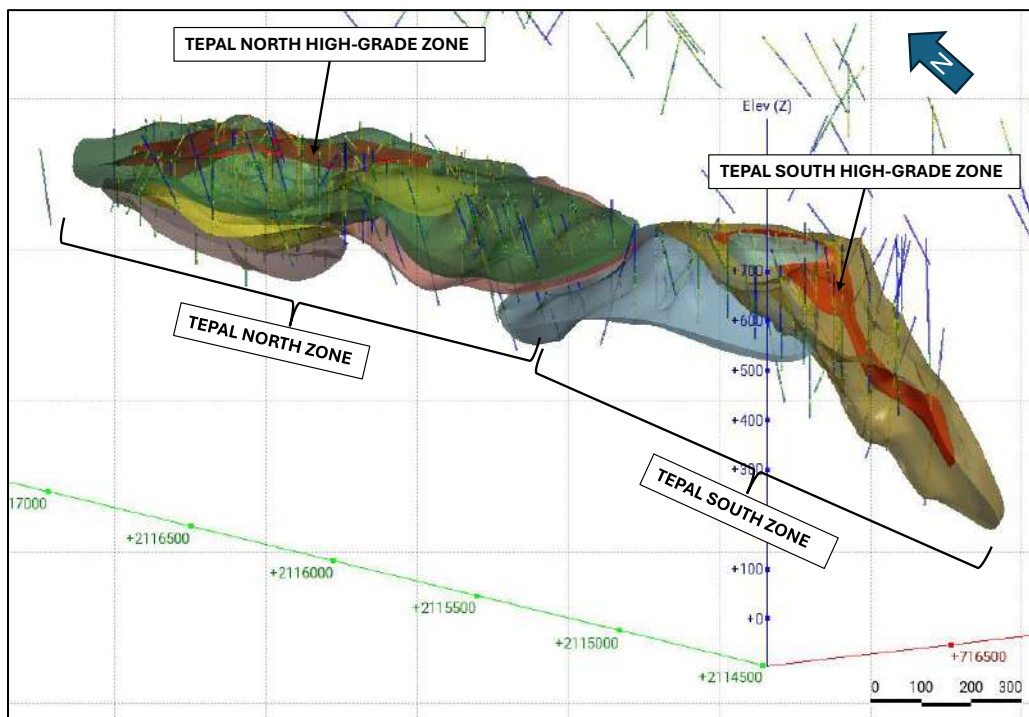 TEPAL NORTH HIGH-GRADE ZONE
N
Elev (Z)
TEPAL SOUTH HIGH-GRADE ZONE
+700
+600
+500
+400
+300
+100
+0
TEPAL NORTH ZONE
TEPAL SOUTH ZONE
17000
+2116500
+2116000
+2115500
+2115000
+2114500
+716500
0 100 200 300